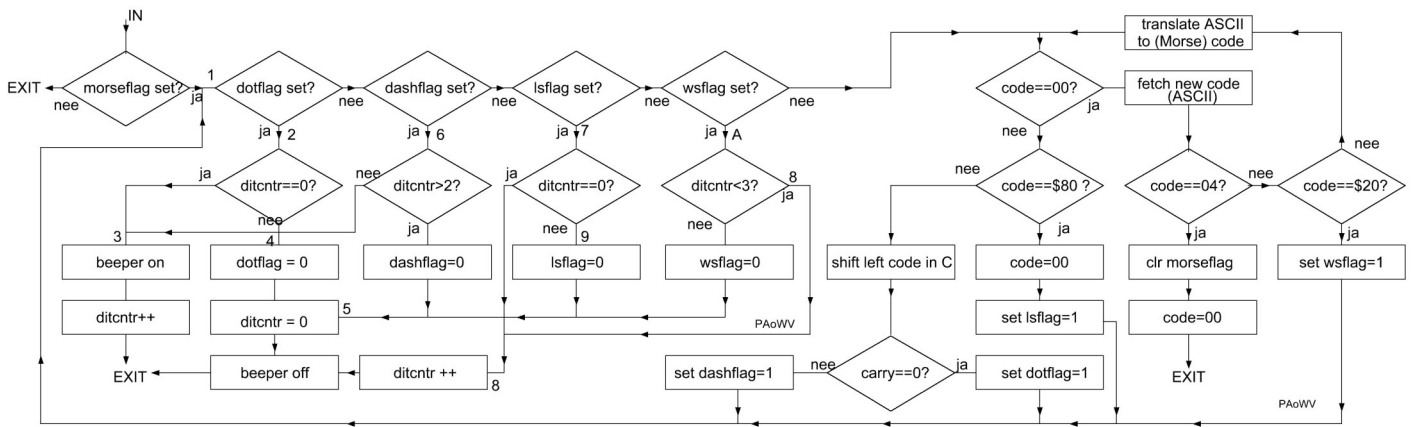 IN
translate ASCII
to (Morse) code
EXIT
morseflag set?
nee
ja
1
dotflag set?
nee
dashflag set?
nee
lsflag set?
nee
wsflag set?
nee
code==00?
ja
fetch new code
(ASCII)
ja
2
ja
6
ja
7
ja
A
nee
nee
ja
ditcntr==0?
nee
nee
ditcntr>2?
ja
ja
ditcntr==0?
ditcntr<3?
8
ja
nee
nee
code==$80 ?
ja
code==04?
nee
ja
code==$20?
ja
3
4
9
beeper on
dotflag = 0
dashflag=0
lsflag=0
wsflag=0
shift left code in C
code=00
clr morseflag
set wsflag=1
ditcntr++
ditcntr = 0
5
PAoWV
set lsflag=1
code=00
EXIT
beeper off
ditcntr ++
8
set dashflag=1
nee
carry==0?
ja
set dotflag=1
EXIT
PAoWV